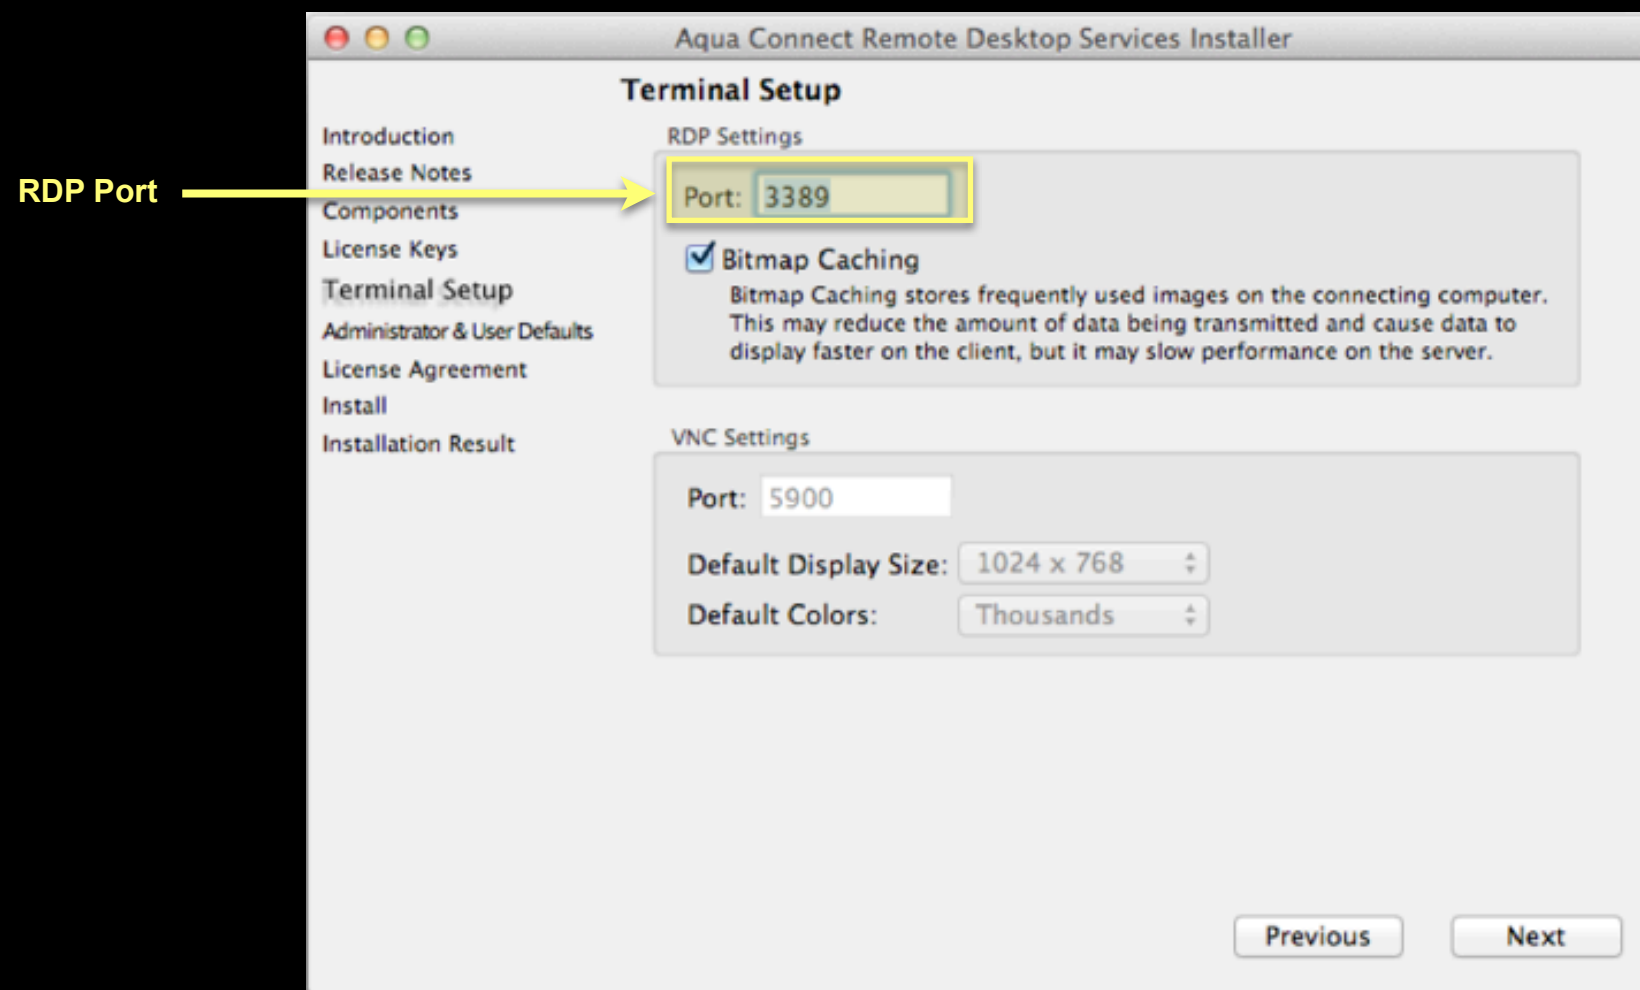 Aqua Connect Remote Desktop Services Installer
Terminal Setup
Introduction
Release Notes
Components
License Keys
Terminal Setup
Administrator & User Defaults
License Agreement
Install
Installation Result
RDP Port
RDP Settings
Port: 3389
Bitmap Caching
Bitmap Caching stores frequently used images on the connecting computer.
This may reduce the amount of data being transmitted and cause data to
display faster on the client, but it may slow performance on the server.
VNC Settings
Port: 5900
Default Display Size: 1024 x 768
Default Colors: Thousands
Previous
Next